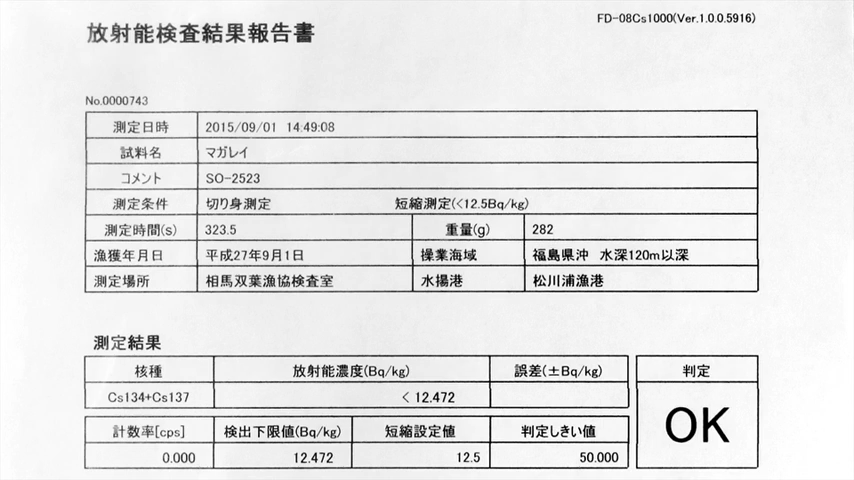 FD-08Cs1000(Ver.1.0.0.5916)
放射能検査結果報告書
No.0000743
測定日時 2015/09/01 14:49:08
試料名 マガレイ
コメント SO-2523
測定条件 切り身測定 短縮測定(<12.5Bq/kg)
測定時間(s) 323.5 重量(g) 282
漁獲年月日 平成27年9月1日 操業海域 福島県沖 水深120m以深
測定場所 相馬双葉漁協検査室 水揚港 松川浦漁港
測定結果
核種 放射能濃度(Bq/kg) 誤差(±Bq/kg) 判定
Cs134+Cs137 < 12.472
OK
計数率[cps] 検出下限値(Bq/kg) 短縮設定値 判定しきい値
0.000 12.472 12.5 50.000